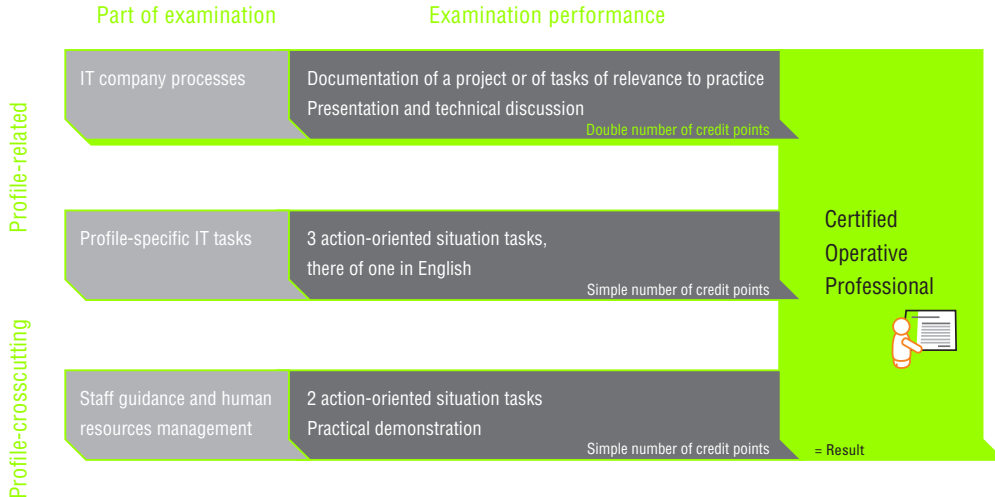 Part of examination
Examination performance
Profile-related
IT company processes
Documentation of a project or of tasks of relevance to practice
Presentation and technical discussion
Double number of credit points
Profile-specific IT tasks
3 action-oriented situation tasks,
there of one in English
Simple number of credit points
Profile-crosscutting
Staff guidance and human
resources management
2 action-oriented situation tasks
Practical demonstration
Simple number of credit points
Certified
Operative
Professional
= Result